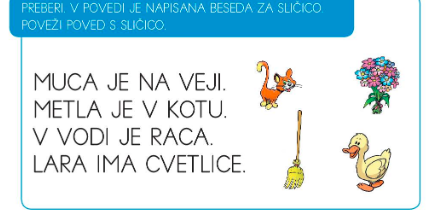 PREBERI. V POVEDI JE NAPISANA BESEDA ZA SLIČICO.
POVEŽI POVED S SLIČICO.
MUCA JE NA VEJI.
METLA JE V KOTU.
V VODI JE RACA.
LARA IMA CVETLICE.